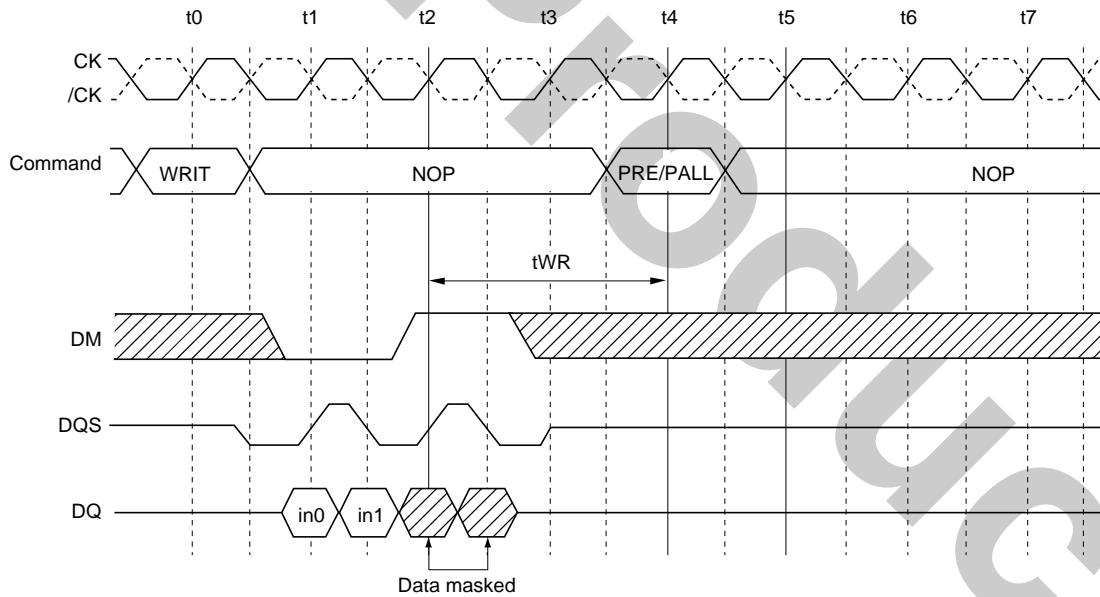 t0 t1 t2 t3 t4 t5 t6 t7
CK
/CK
Command WRIT NOP PRE/PALL NOP
tWR
DM
DQS
DQ in0 in1
Data masked
roduc